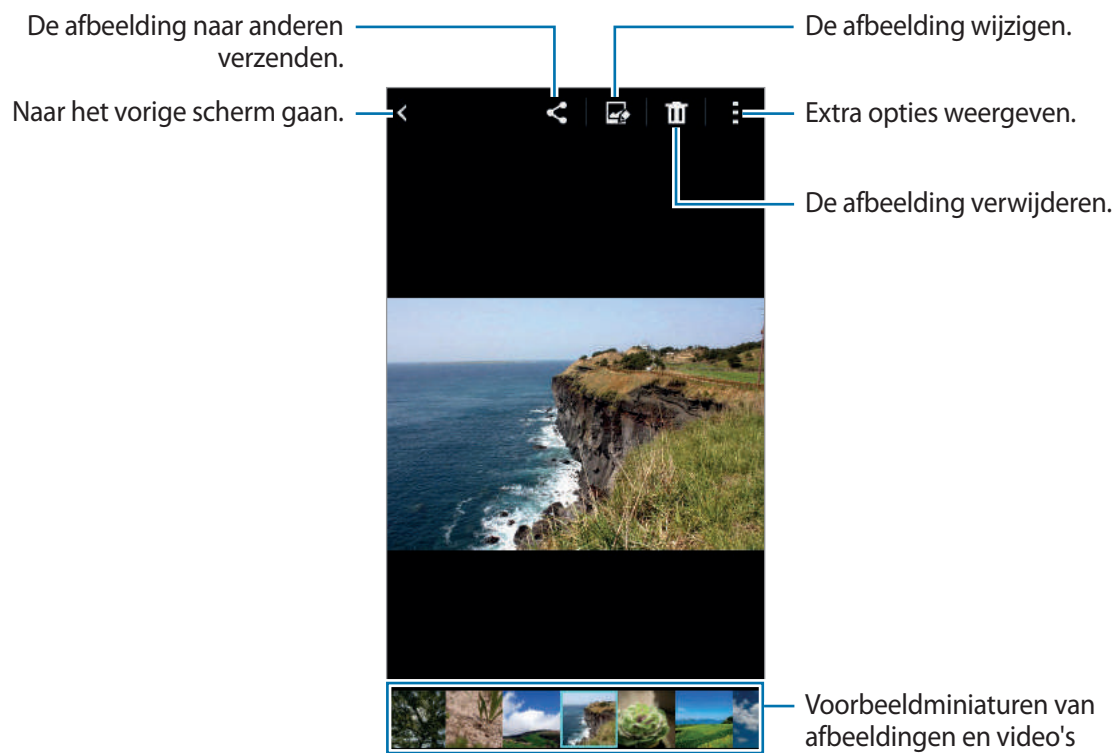 De afbeelding naar anderen
verzenden.
De afbeelding wijzigen.
Naar het vorige scherm gaan.
Extra opties weergeven.
De afbeelding verwijderen.
Voorbeeldminiaturen van
afbeeldingen en video's